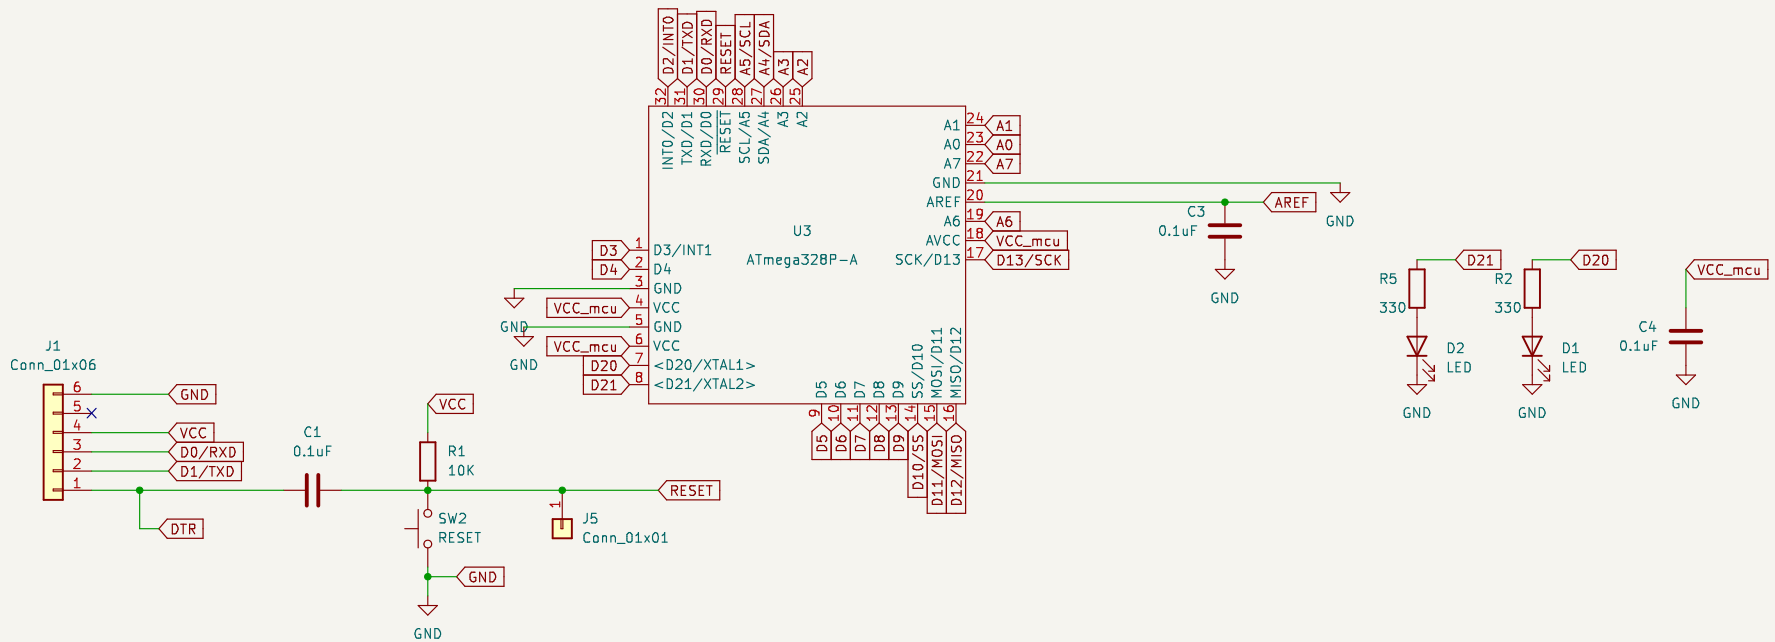 D2/INT0
D1/TXD
D0/RXD
RESET
A5/SCL
A4/SDA
A3
A2
32
31
30
29
28
27
26
25
INT0/D2
TXD/D1
RXD/D0
RESET
SCL/A5
SDA/A4
A3
A2
A1 24 A1
A0 23 A0
A7 22 A7
GND 21
GND
AREF 20 AREF
A6 19 A6
AVCC 18 VCC_mcu
SCK/D13 17 D13/SCK
U3
ATmega328P-A
D3 1 D3/INT1
D4 2 D4
3 GND
GND
VCC_mcu 4 VCC
5 GND
GND
VCC_mcu 6 VCC
D20 7 <D20/XTAL1>
D21 8 <D21/XTAL2>
D5
D6
D7
D8
D9
SS/D10
MOSI/D11
MISO/D12
9
10
11
12
13
14
15
16
D5
D6
D7
D8
D9
D10/SS
D11/MOSI
D12/MISO
C3
0.1uF
GND
D21
R5
330
D2
LED
GND
D20
R2
330
D1
LED
GND
VCC_mcu
C4
0.1uF
GND
J1
Conn_01x06
6 GND
5
4 VCC
3 D0/RXD
2 D1/TXD
1
DTR
C1
0.1uF
VCC
R1
10K
RESET
SW2
RESET
GND
GND
1
J5
Conn_01x01